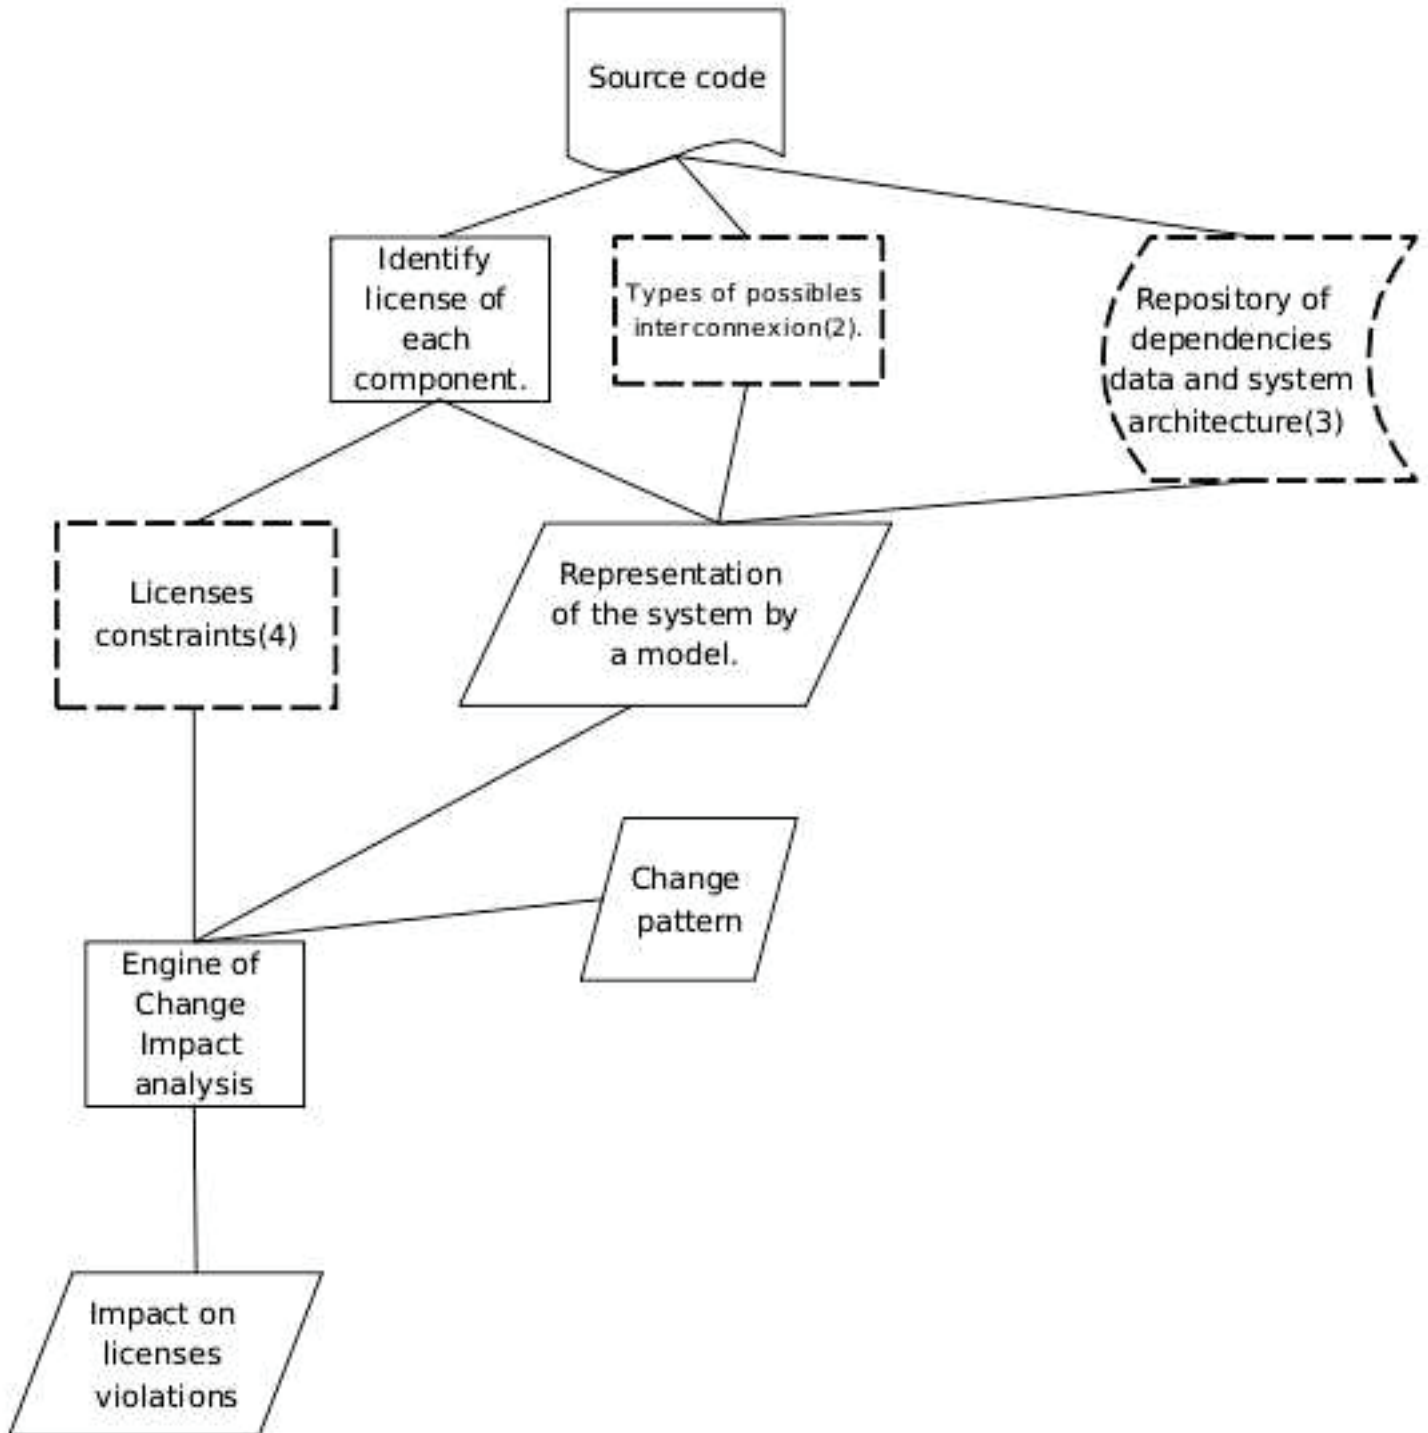 Source code
Identify
license of
each
component.
Types of possibles
interconnexion(2).
Repository of
dependencies
data and system
architecture(3)
Licenses
constraints(4)
Representation
of the system by
a model.
Change
pattern
Engine of
Change
Impact
analysis
Impact on
licenses
violations